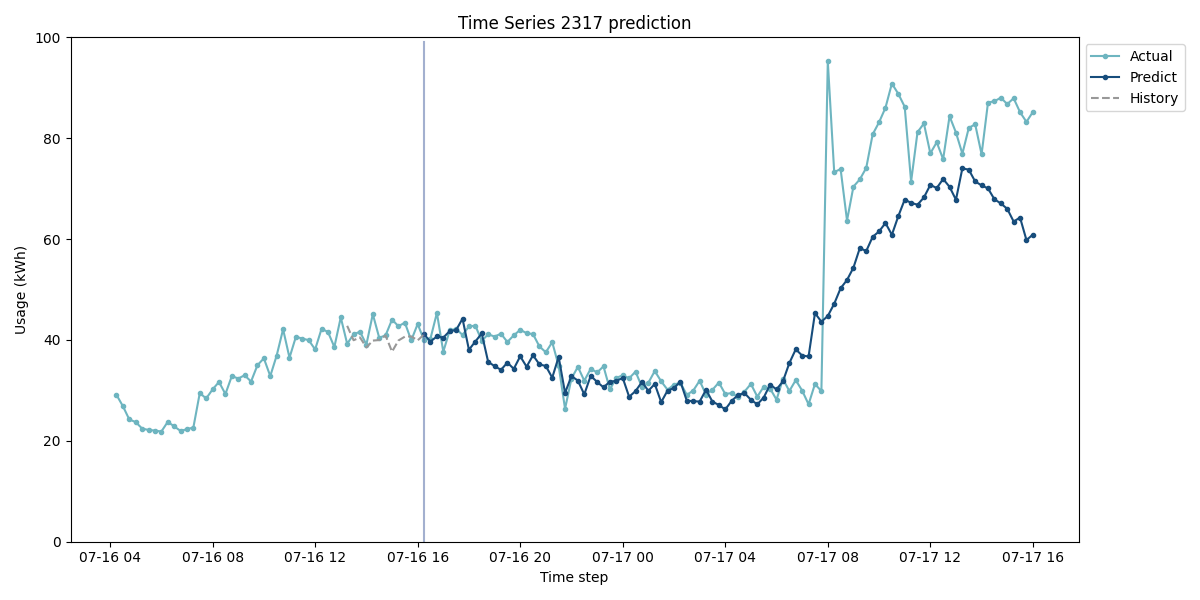 Time Series 2317 prediction
100
80
60
40
20
0
Usage (kWh)
07-16 04
07-16 08
07-16 12
07-16 16
07-16 20
07-17 00
07-17 04
07-17 08
07-17 12
07-17 16
Time step
Actual
Predict
History